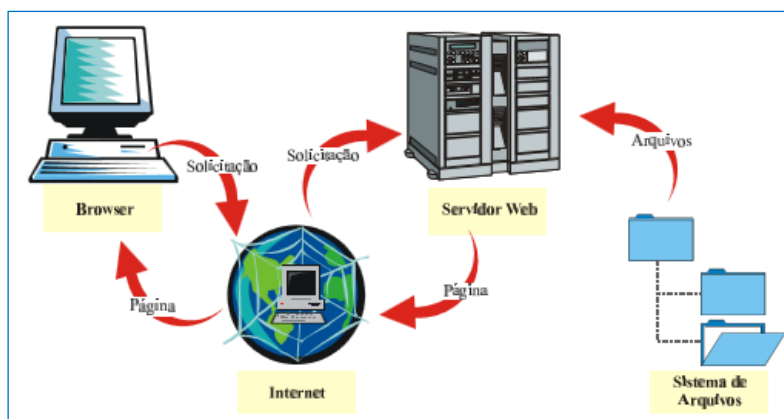 Solicitação
Solicitação
Arquivos
Browser
Servidor Web
Página
Página
Internet
Sistema de
Arquivos